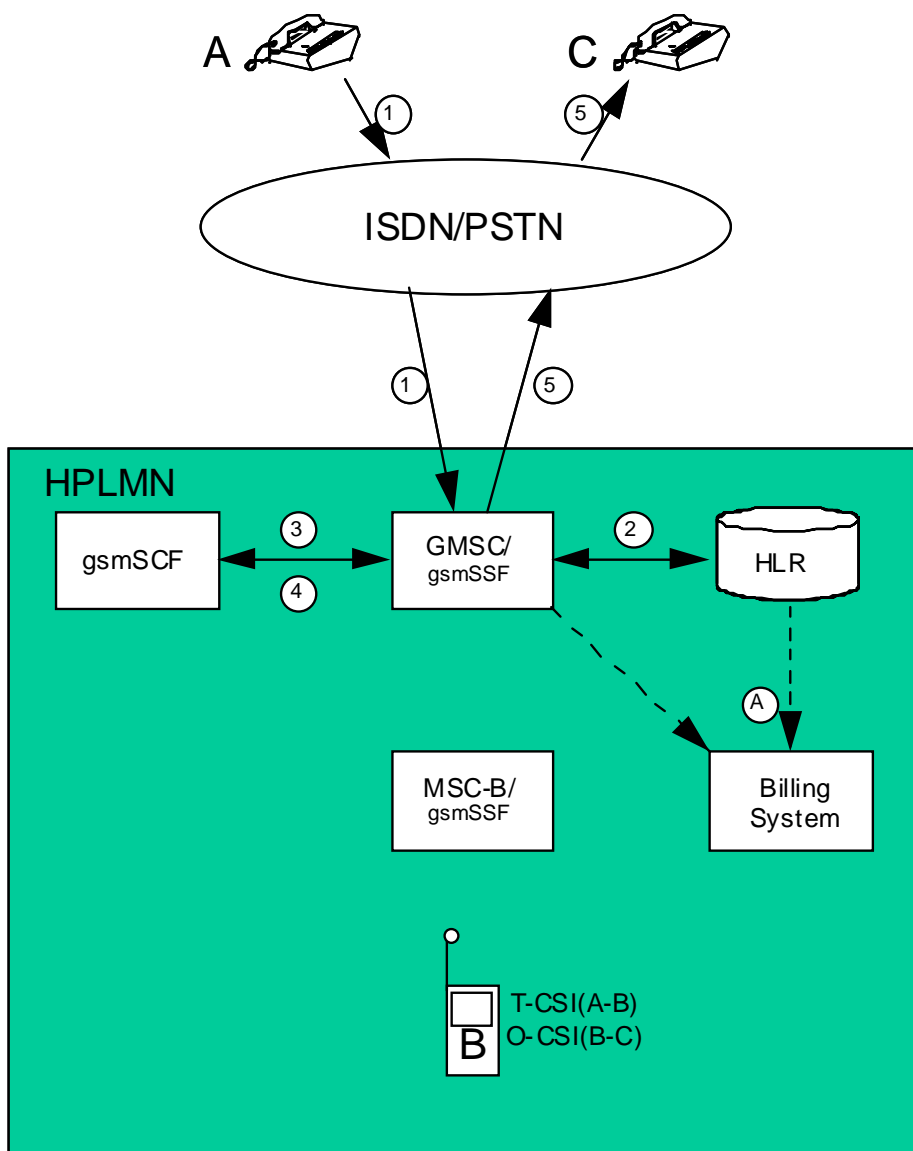 A
C
1
5
ISDN/PSTN
1
5
HPLMN
gsmSCF
3
4
GMSC/
gsmSSF
2
HLR
A
MSC-B/
gsmSSF
Billing
System
T-CSI(A-B)
O-CSI(B-C)
B